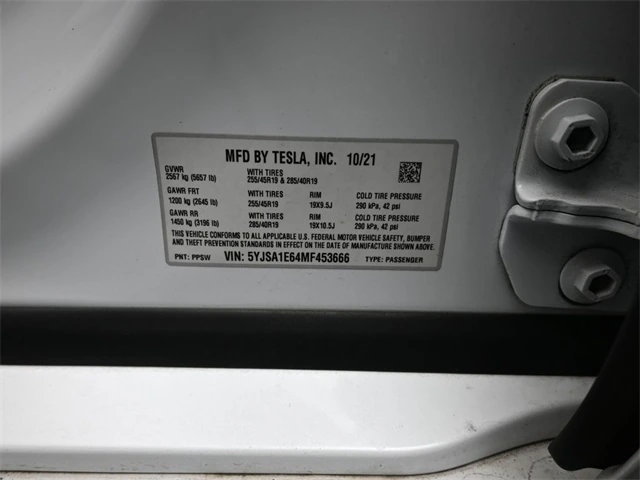 MFD BY TESLA, INC. 10/21
GVWR WITH TIRES
2567 kg (5657 lb) 255/45R19 & 285/40R19
GAWR FRT WITH TIRES RIM COLD TIRE PRESSURE
1200 kg (2645 lb) 255/45R19 19X9.5J 290 kPa, 42 psi
GAWR RR WITH TIRES RIM COLD TIRE PRESSURE
1450 kg (3196 lb) 285/40R19 19X10.5J 290 kPa, 42 psi
THIS VEHICLE CONFORMS TO ALL APPLICABLE U.S. FEDERAL MOTOR VEHICLE SAFETY, BUMPER
AND THEFT PREVENTION STANDARDS IN EFFECT ON THE DATE OF MANUFACTURE SHOWN ABOVE.
PNT: PPSW VIN: 5YJSA1E64MF453666 TYPE: PASSENGER